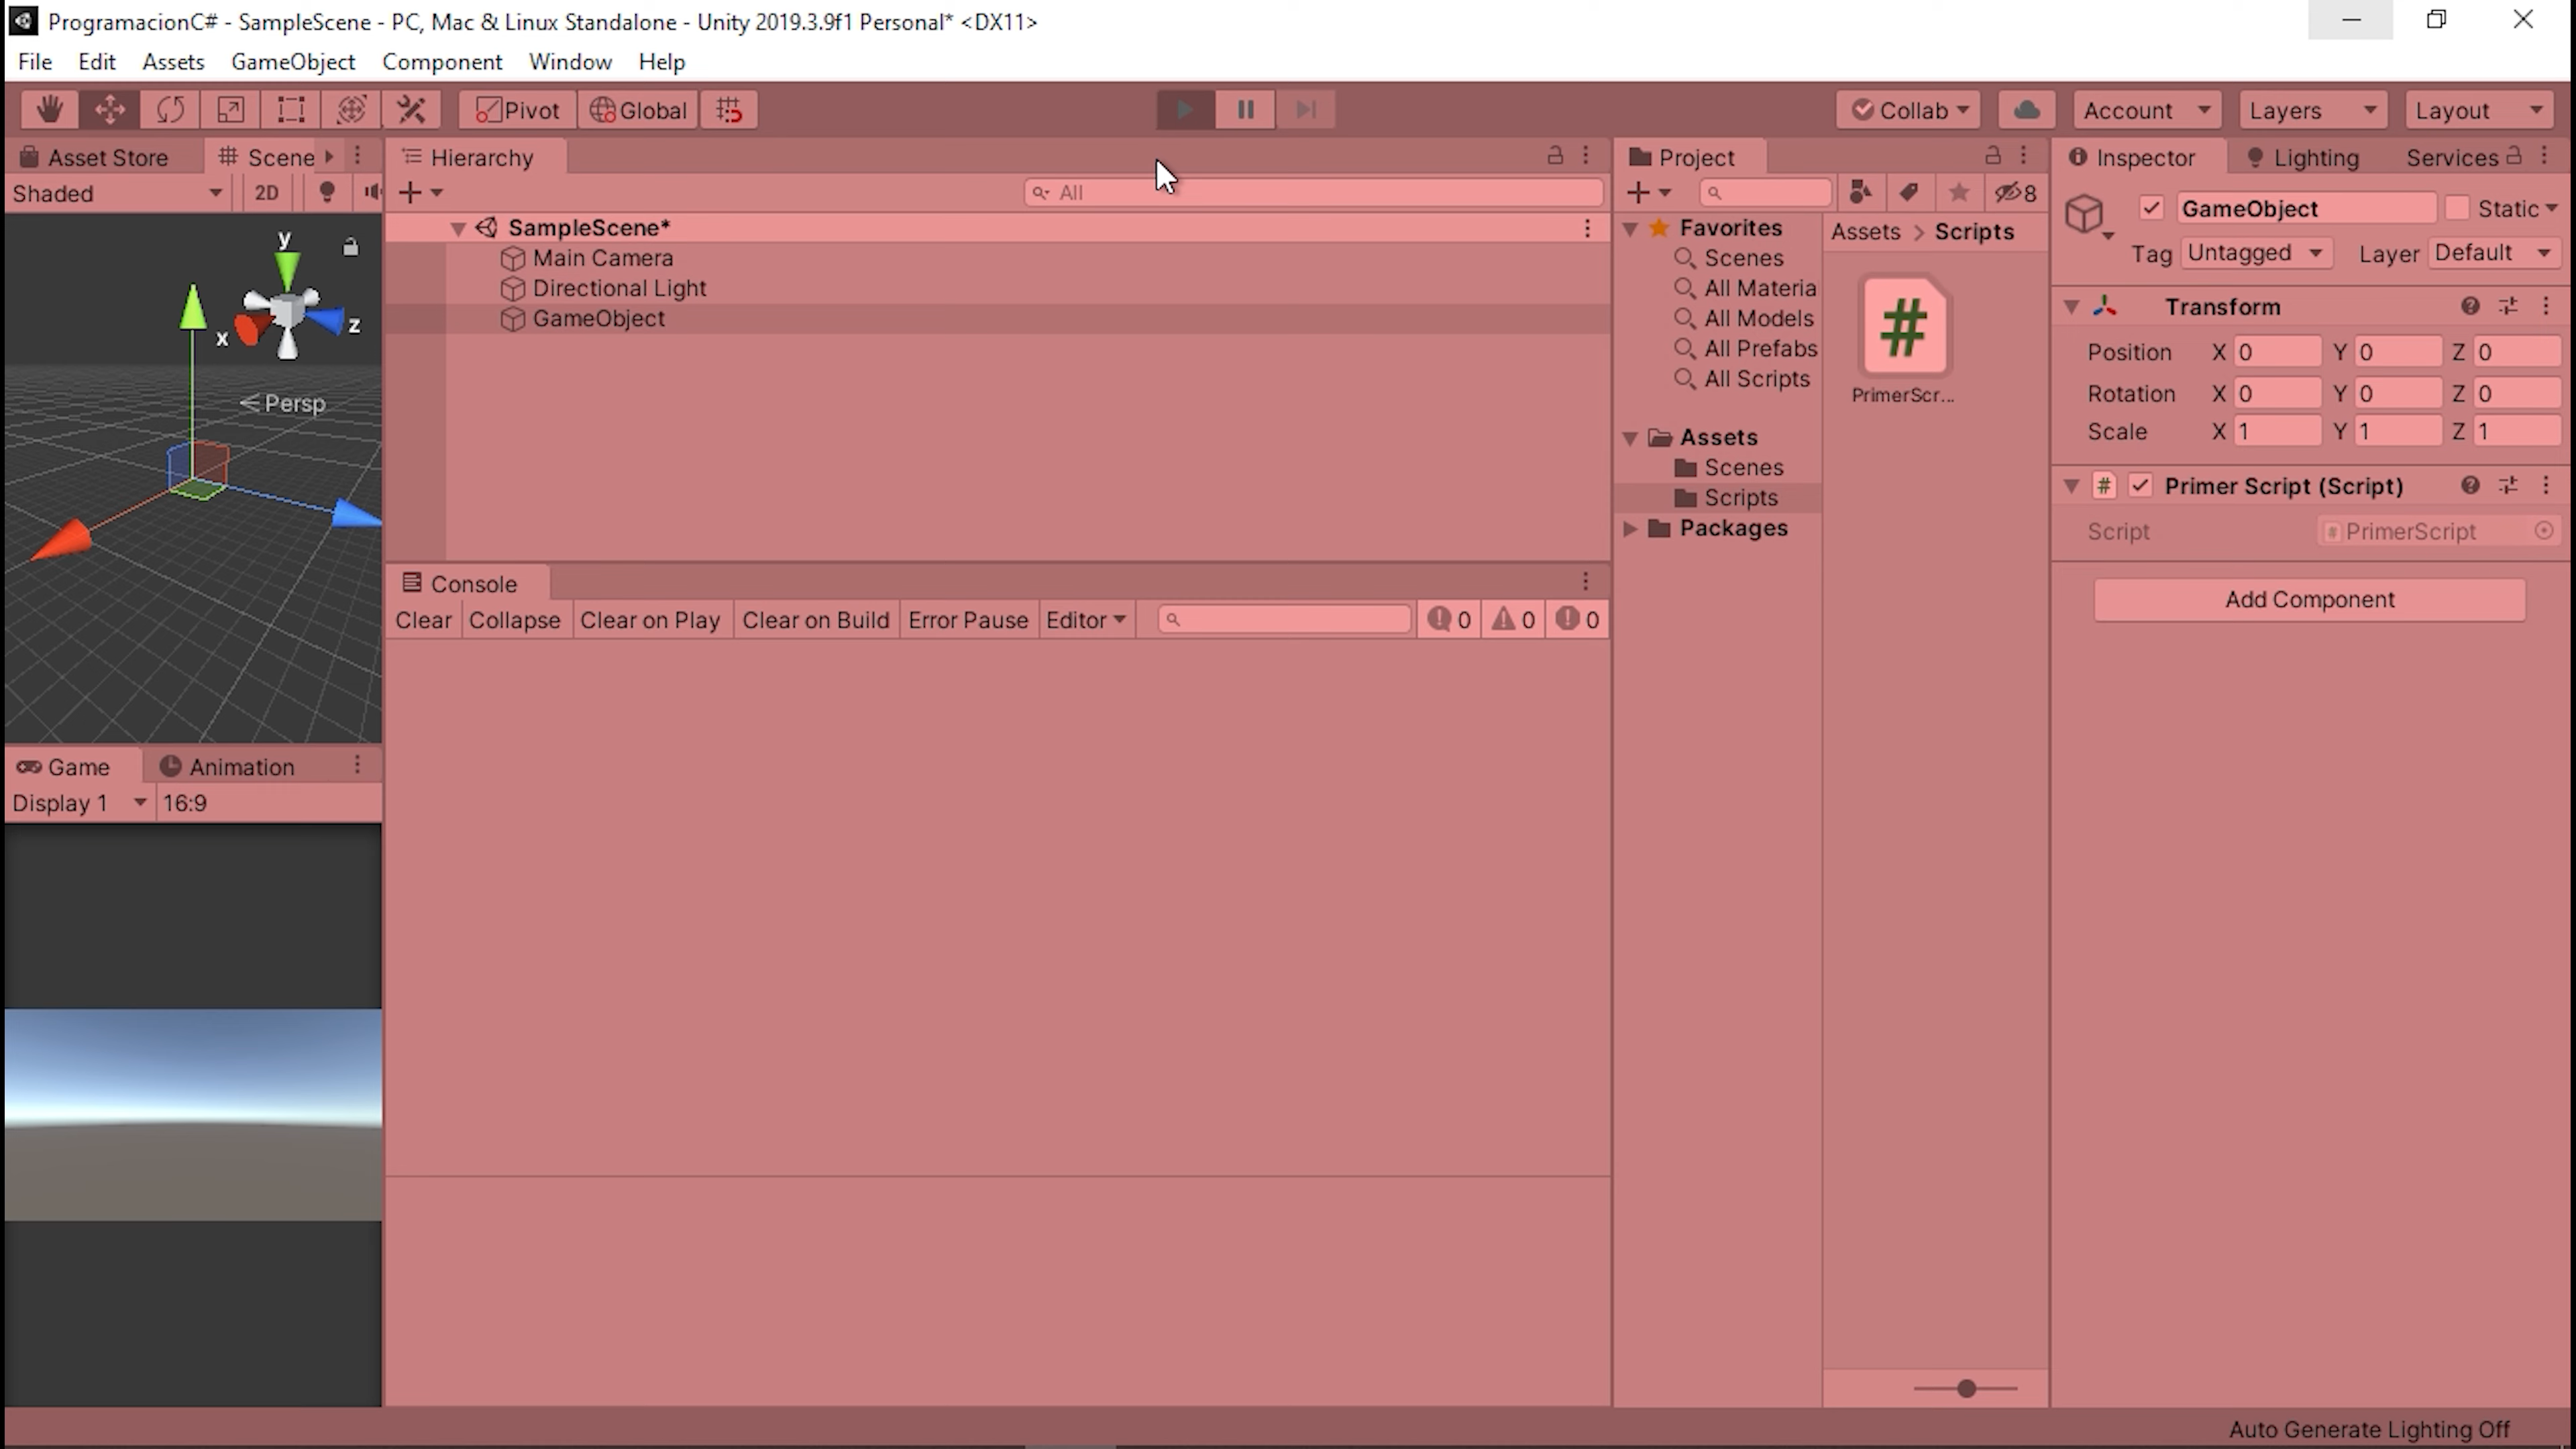 ProgramacionC# - SampleScene - PC, Mac & Linux Standalone - Unity 2019.3.9f1 Personal* <DX11>
File Edit Assets GameObject Component Window Help
Pivot Global Collab Account Layers Layout
Asset Store Scene
Shaded 2D
y
x
z
Persp
Hierarchy
All
SampleScene*
Main Camera
Directional Light
GameObject
Console
Clear Collapse Clear on Play Clear on Build Error Pause Editor 0 0 0
Game Animation
Display 1 16:9
Project
8
Favorites
Scenes
All Materia
All Models
All Prefabs
All Scripts
Assets
Scenes
Scripts
Packages
Assets > Scripts
#
PrimerScr...
Inspector Lighting Services
GameObject Static
Tag Untagged Layer Default
Transform
Position X 0 Y 0 Z 0
Rotation X 0 Y 0 Z 0
Scale X 1 Y 1 Z 1
# Primer Script (Script)
Script # PrimerScript
Add Component
Auto Generate Lighting Off